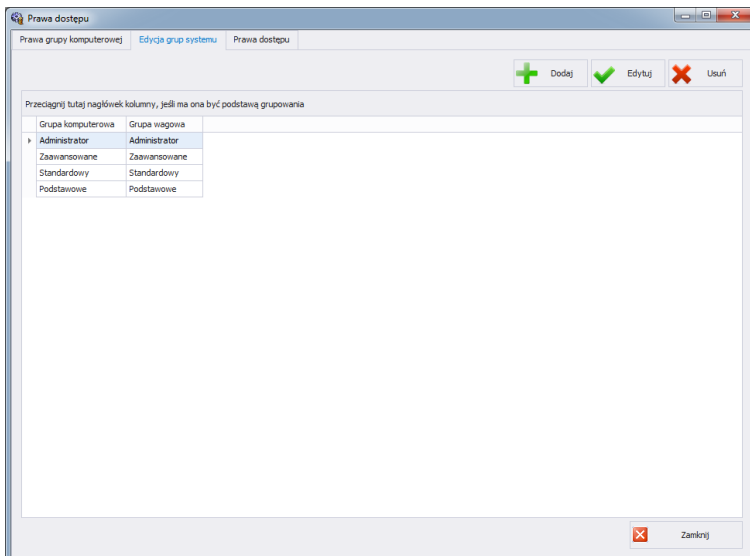 Prawa dostępu
Prawa grupy komputerowej Edycja grup systemu Prawa dostępu
Dodaj Edytuj Usuń
Przeciągnij tutaj nagłówek kolumny, jeśli ma ona być podstawą grupowania
Grupa komputerowa Grupa wagowa
Administrator Administrator
Zaawansowane Zaawansowane
Standardowy Standardowy
Podstawowe Podstawowe
Zamknij